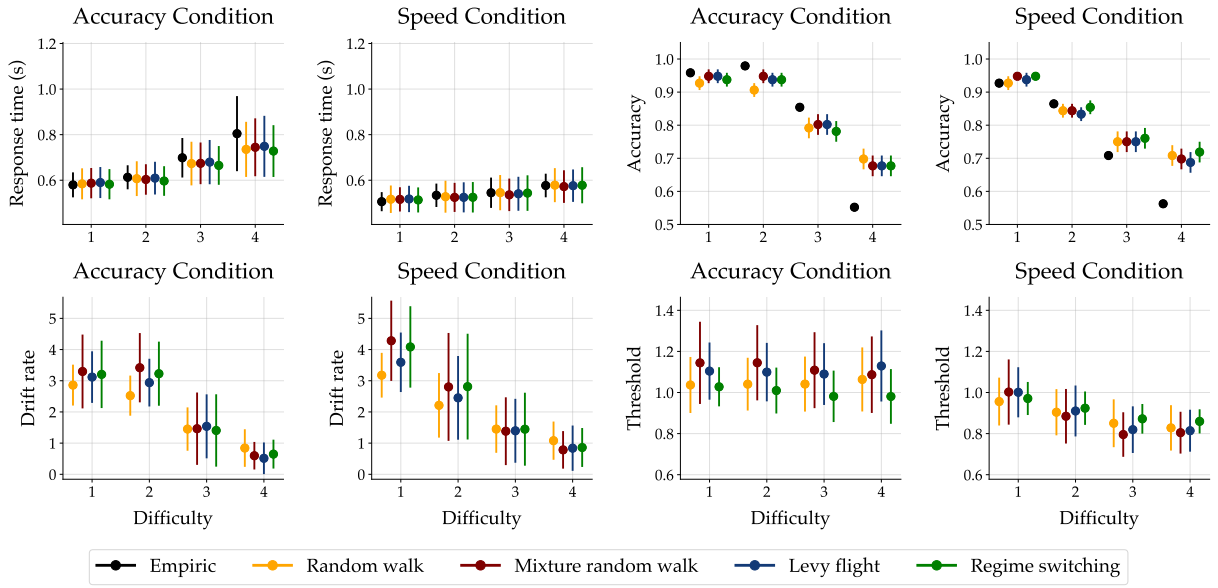 Accuracy Condition
Speed Condition
Accuracy Condition
Speed Condition
Response time (s)
1.2
1.0
0.8
0.6
1 2 3 4
Response time (s)
1.2
1.0
0.8
0.6
1 2 3 4
Accuracy
1.0
0.9
0.8
0.7
0.6
0.5
1 2 3 4
Accuracy
1.0
0.9
0.8
0.7
0.6
0.5
1 2 3 4
Accuracy Condition
Speed Condition
Accuracy Condition
Speed Condition
Drift rate
5
4
3
2
1
0
1 2 3 4
Difficulty
Drift rate
5
4
3
2
1
0
1 2 3 4
Difficulty
Threshold
1.4
1.2
1.0
0.8
0.6
1 2 3 4
Difficulty
Threshold
1.4
1.2
1.0
0.8
0.6
1 2 3 4
Difficulty
Empiric Random walk Mixture random walk Levy flight Regime switching